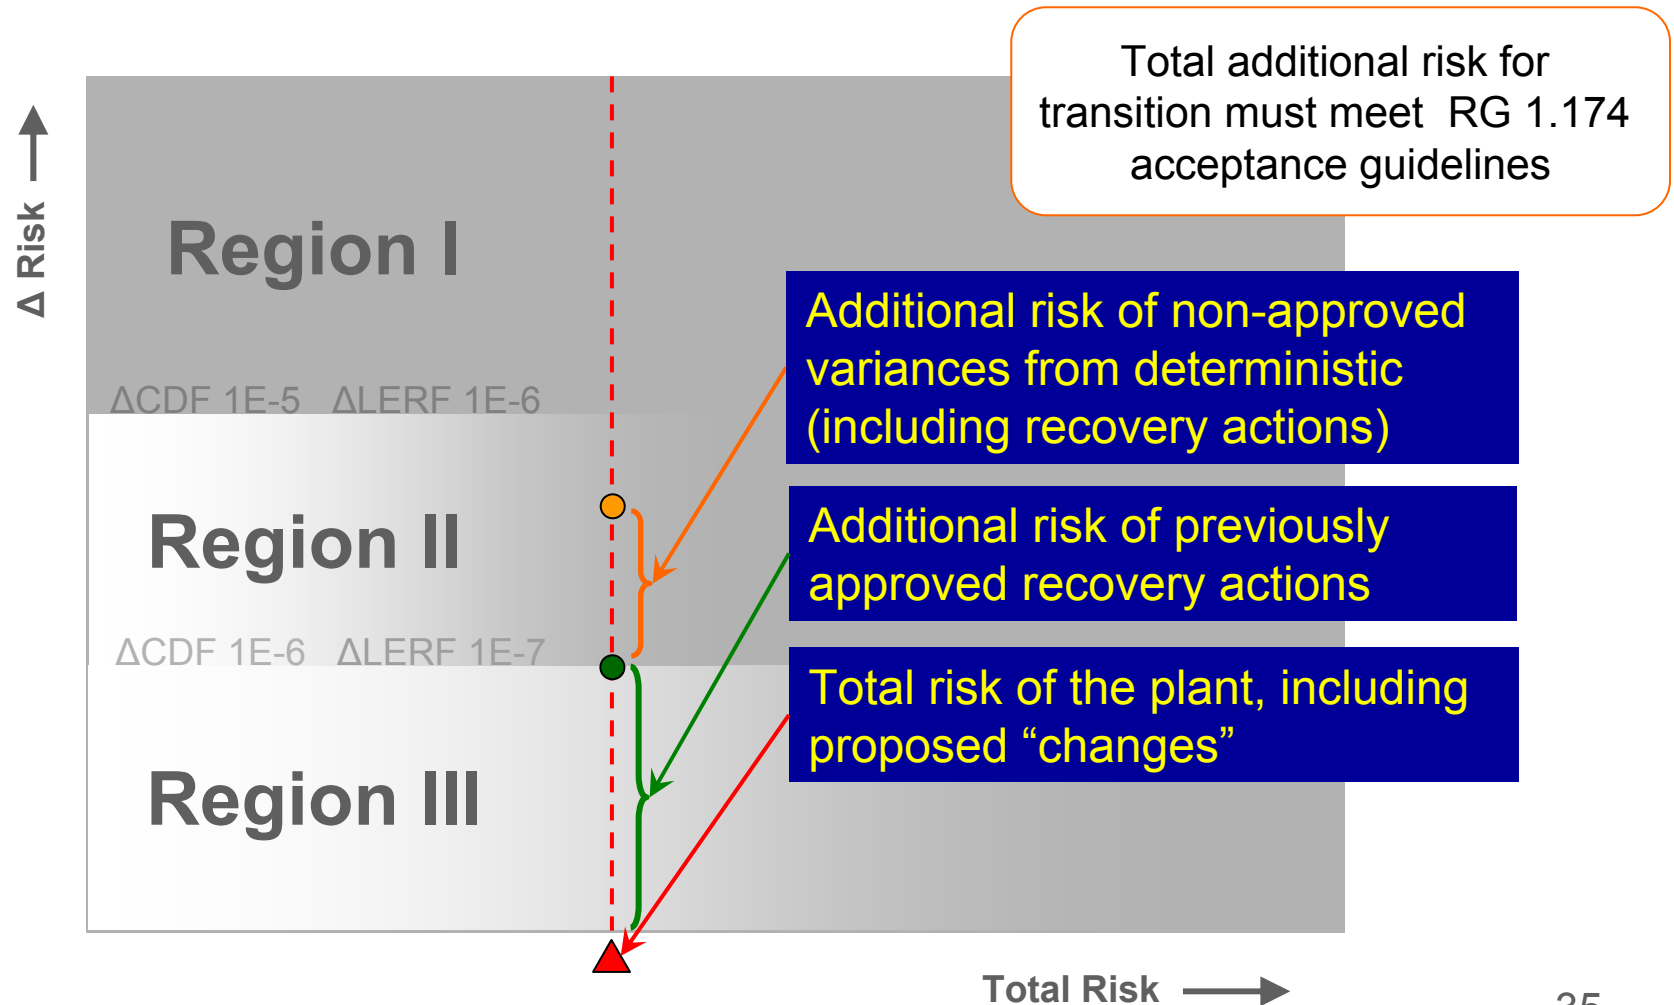 Total additional risk for
transition must meet RG 1.174
acceptance guidelines
Δ Risk
Region I
Additional risk of non-approved
variances from deterministic
(including recovery actions)
ΔCDF 1E-5 ΔLERF 1E-6
Region II
Additional risk of previously
approved recovery actions
ΔCDF 1E-6 ΔLERF 1E-7
Total risk of the plant, including
proposed “changes”
Region III
Total Risk
35